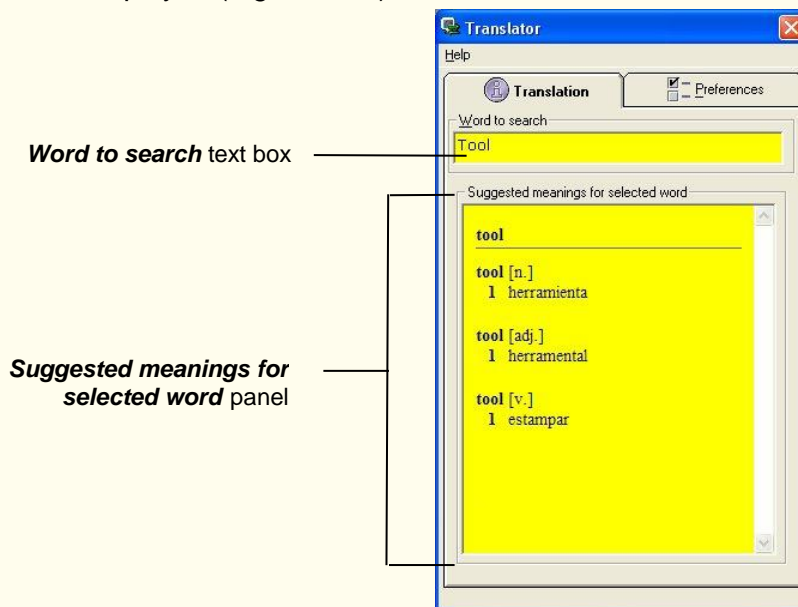 Translator
Help
Translation
Preferences
Word to search
Tool
Word to search text box
Suggested meanings for selected word
tool
tool [n.]
1 herramienta
tool [adj.]
1 herramental
Suggested meanings for
selected word panel
tool [v.]
1 estampar